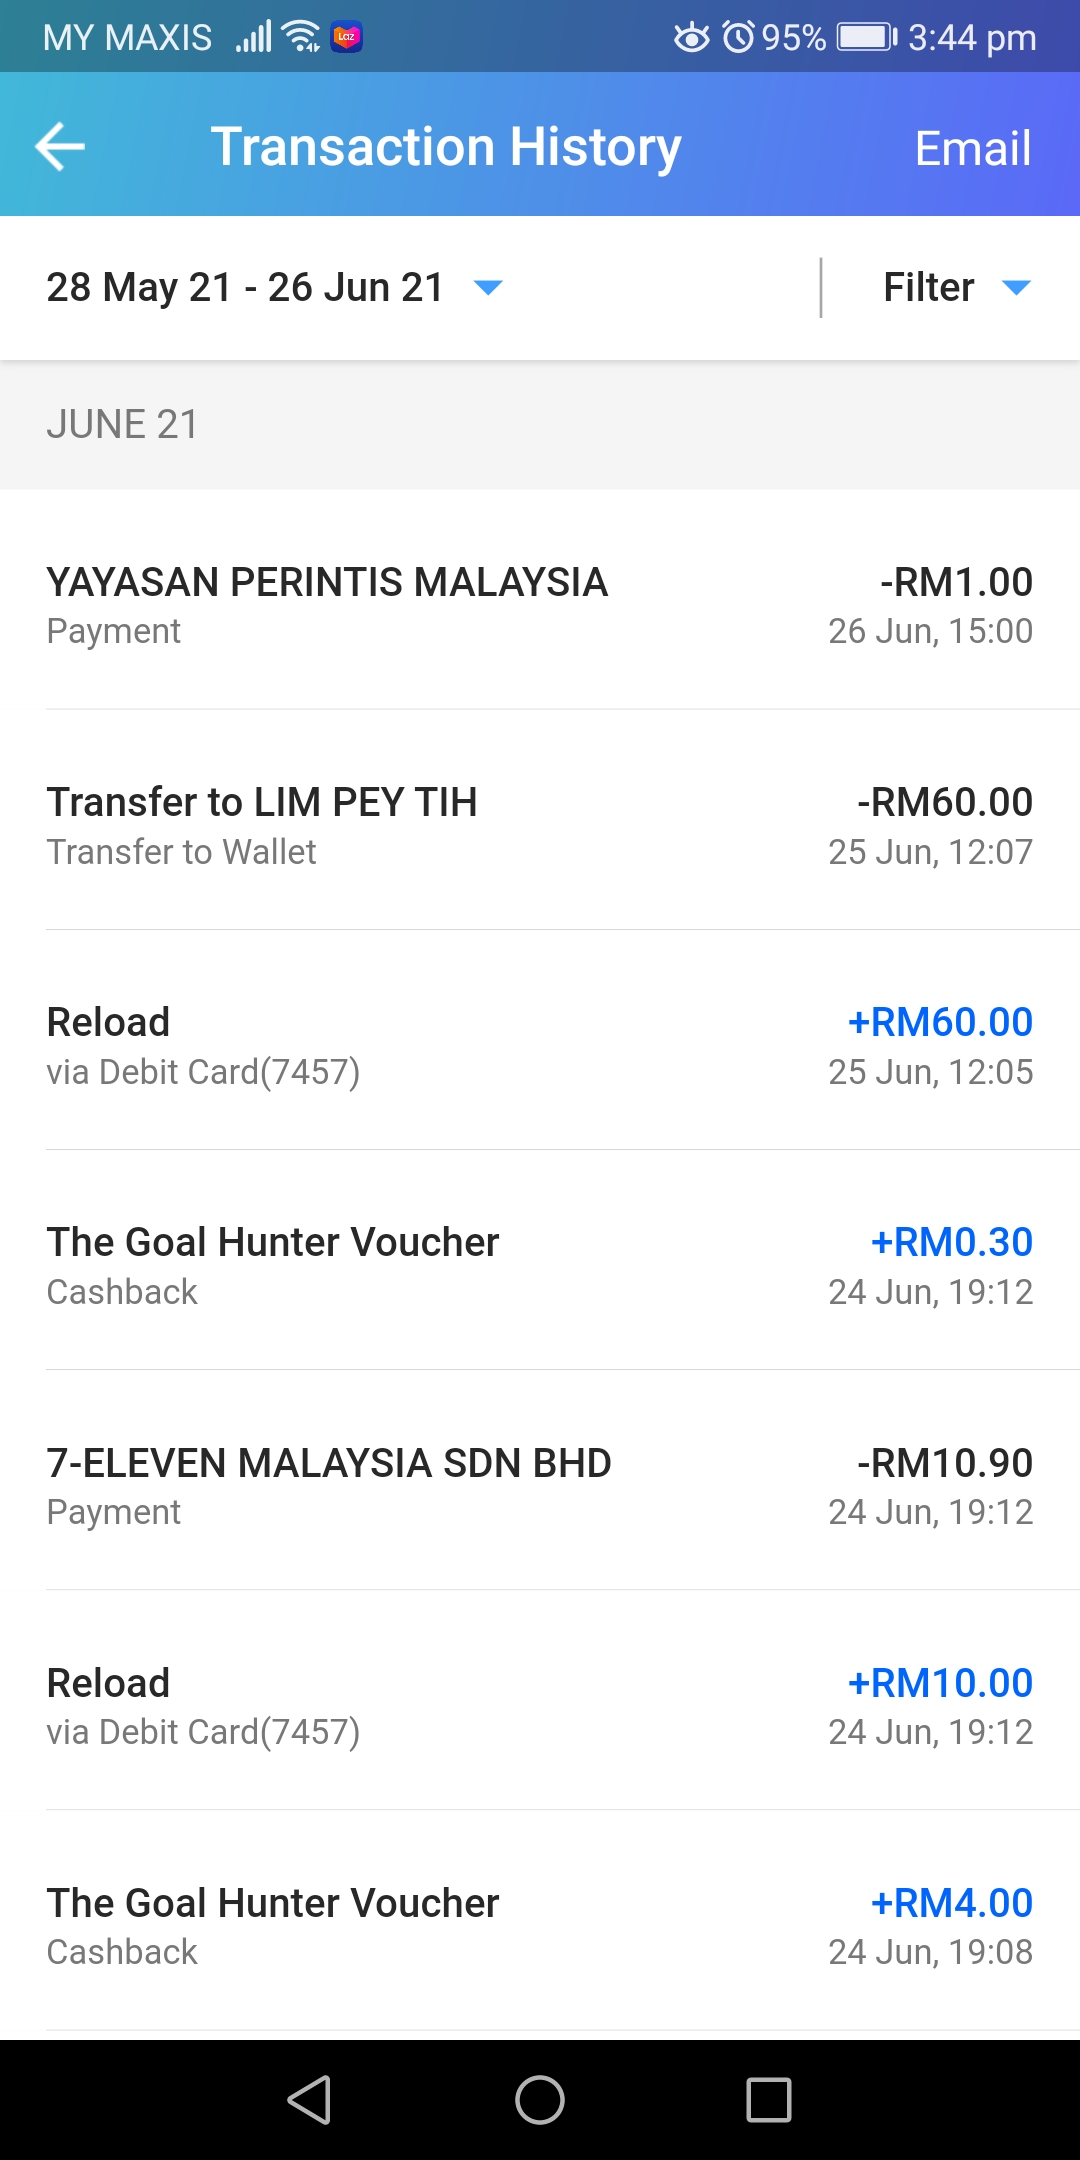 MY MAXIS Laz 95% 3:44 pm
Transaction History Email
28 May 21 - 26 Jun 21 Filter
JUNE 21
YAYASAN PERINTIS MALAYSIA -RM1.00
Payment 26 Jun, 15:00
Transfer to LIM PEY TIH -RM60.00
Transfer to Wallet 25 Jun, 12:07
Reload +RM60.00
via Debit Card(7457) 25 Jun, 12:05
The Goal Hunter Voucher +RM0.30
Cashback 24 Jun, 19:12
7-ELEVEN MALAYSIA SDN BHD -RM10.90
Payment 24 Jun, 19:12
Reload +RM10.00
via Debit Card(7457) 24 Jun, 19:12
The Goal Hunter Voucher +RM4.00
Cashback 24 Jun, 19:08